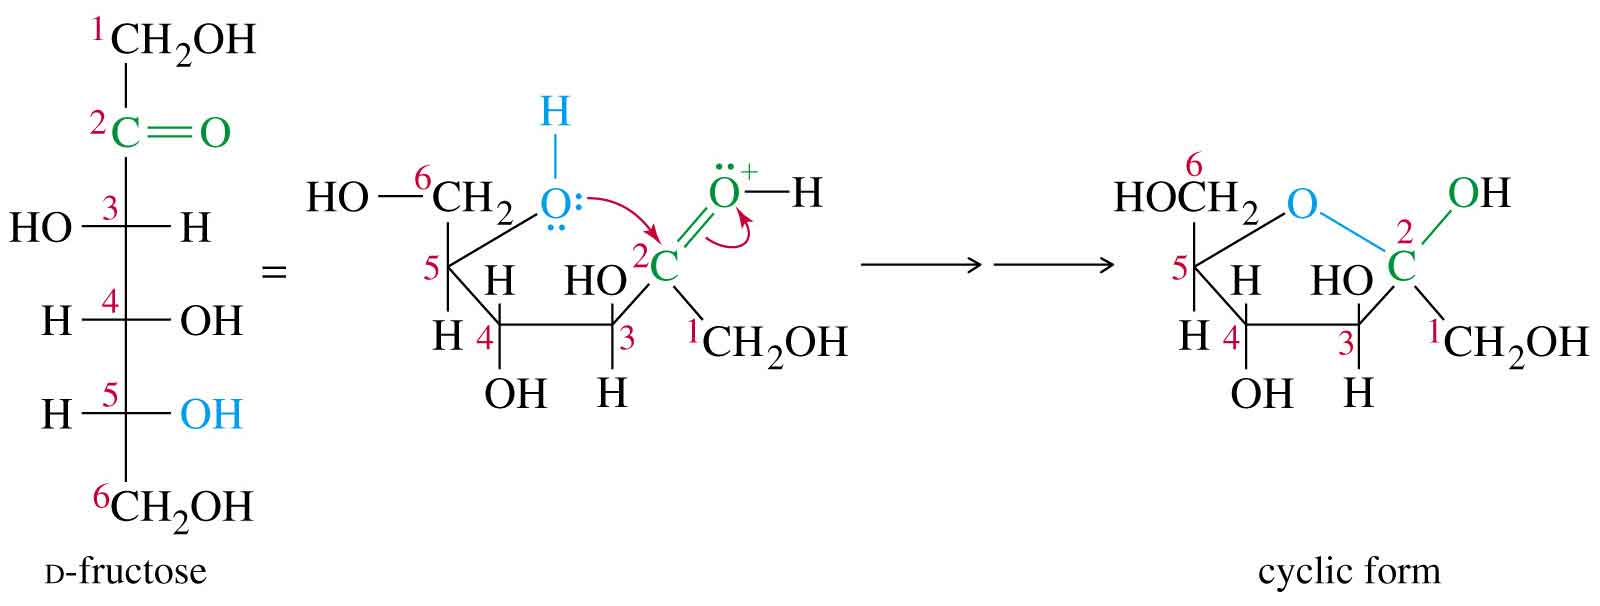 1CH2OH
2C=O
HO 3 H
H 4 OH
H 5 OH
6CH2OH
D-fructose
=
H
HO—6CH2 O: O+—H
5 H HO 2C
H 4 3 1CH2OH
OH H
6
HOCH2 O OH
5 H HO 2 C
H 4 3 1CH2OH
OH H
cyclic form